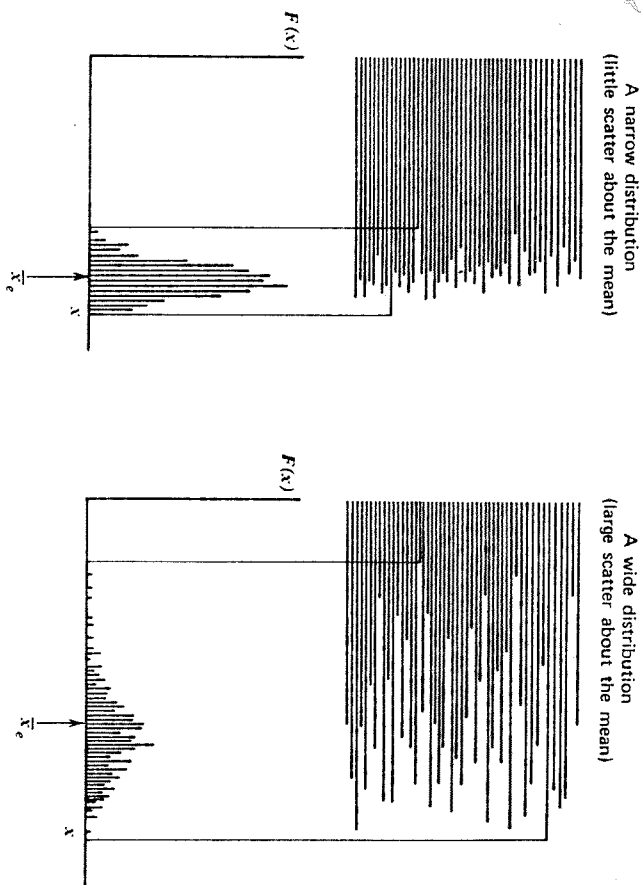 A narrow distribution
(little scatter about the mean)
F(x)
x̄e
x
A wide distribution
(large scatter about the mean)
F(x)
x̄e
x